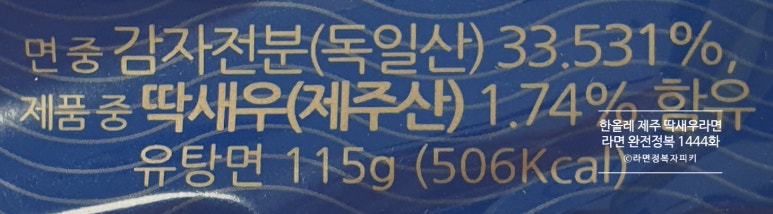 면 중 감자전분(독일산) 33.531%,
제품 중 딱새우(제주산) 1.74% 함유
유탕면 115g (506Kcal)
한올레 제주 딱새우라면
라면 완전정복 1444화
©라면정복자피키